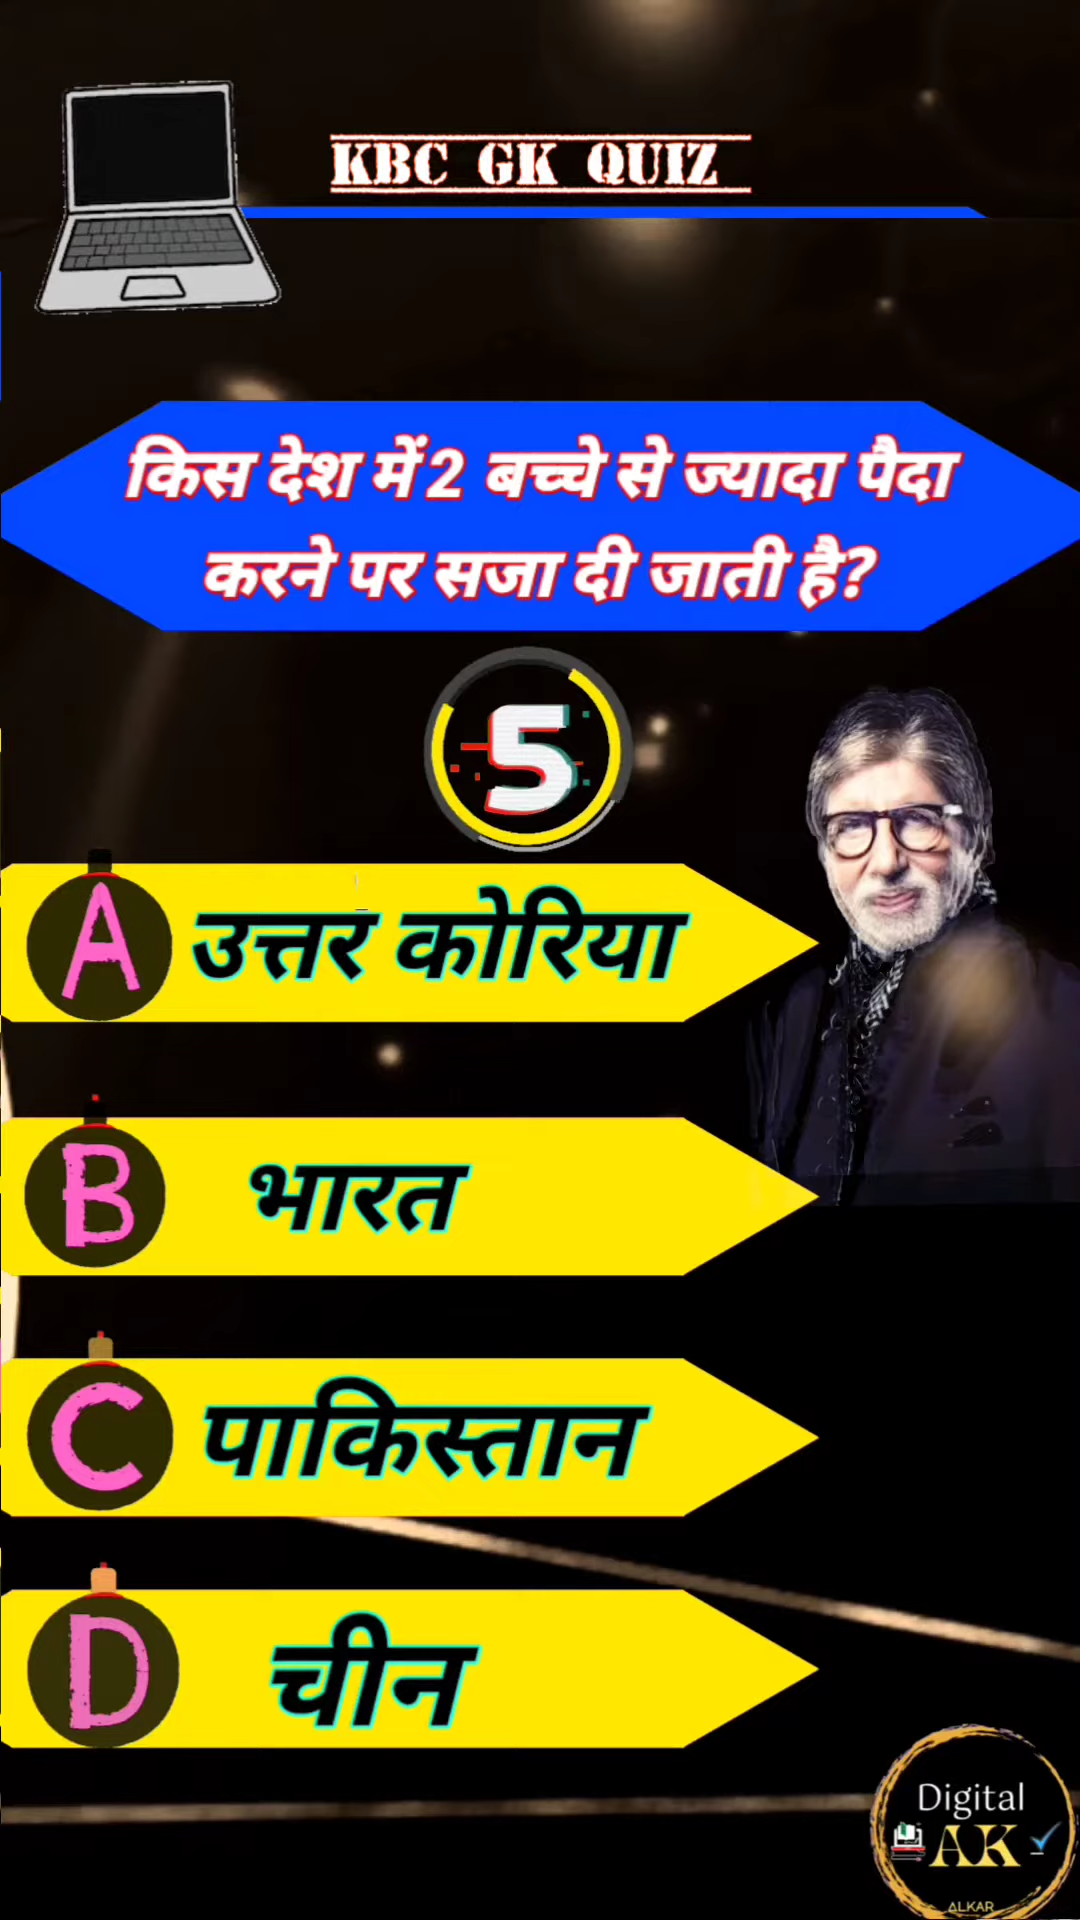 KBC GK QUIZ
किस देश में 2 बच्चे से ज्यादा पैदा
करने पर सजा दी जाती है?
5
A उत्तर कोरिया
B भारत
C पाकिस्तान
D चीन
Digital
AK
ALKAR